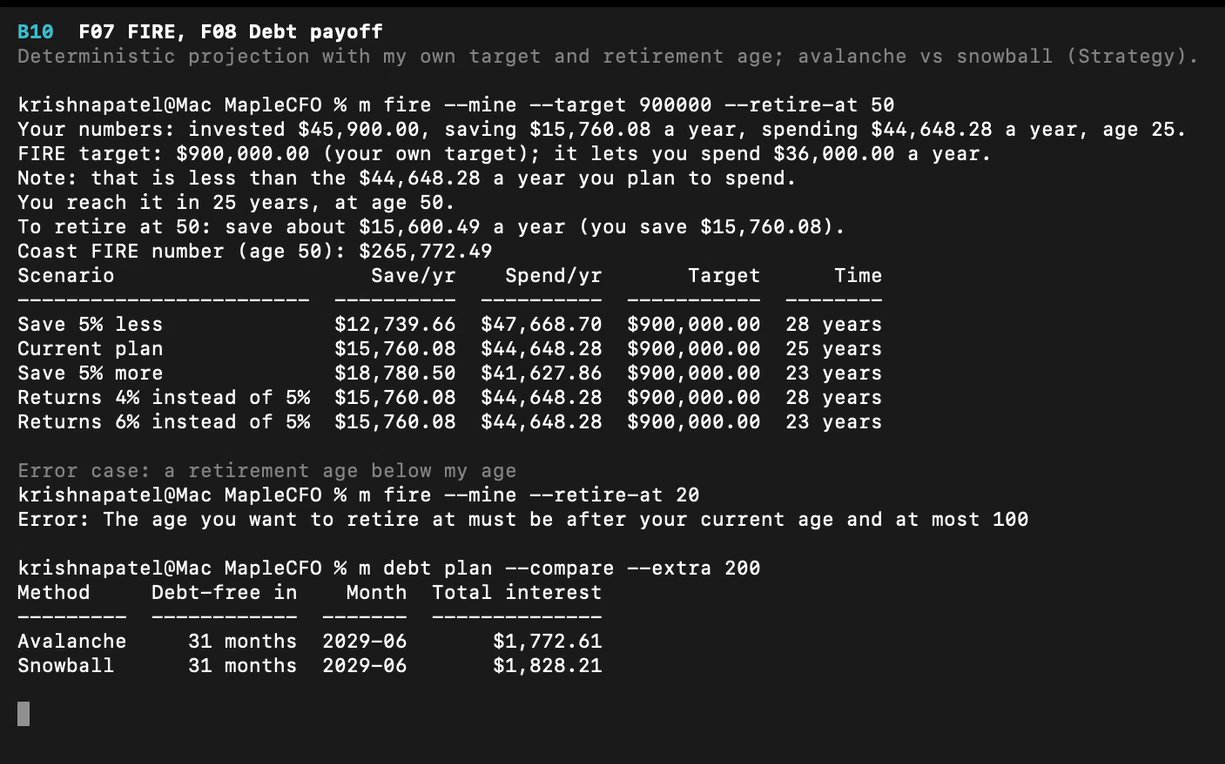 B10  F07 FIRE, F08 Debt payoff
Deterministic projection with my own target and retirement age; avalanche vs snowball (Strategy).

krishnapatel@Mac MapleCFO % m fire --mine --target 900000 --retire-at 50
Your numbers: invested $45,900.00, saving $15,760.08 a year, spending $44,648.28 a year, age 25.
FIRE target: $900,000.00 (your own target); it lets you spend $36,000.00 a year.
Note: that is less than the $44,648.28 a year you plan to spend.
You reach it in 25 years, at age 50.
To retire at 50: save about $15,600.49 a year (you save $15,760.08).
Coast FIRE number (age 50): $265,772.49
Scenario                     Save/yr    Spend/yr       Target      Time
------------------------  ----------  ----------  -----------  --------
Save 5% less              $12,739.66  $47,668.70  $900,000.00  28 years
Current plan              $15,760.08  $44,648.28  $900,000.00  25 years
Save 5% more              $18,780.50  $41,627.86  $900,000.00  23 years
Returns 4% instead of 5%  $15,760.08  $44,648.28  $900,000.00  28 years
Returns 6% instead of 5%  $15,760.08  $44,648.28  $900,000.00  23 years

Error case: a retirement age below my age
krishnapatel@Mac MapleCFO % m fire --mine --retire-at 20
Error: The age you want to retire at must be after your current age and at most 100

krishnapatel@Mac MapleCFO % m debt plan --compare --extra 200
Method     Debt-free in    Month  Total interest
---------  ------------  -------  --------------
Avalanche     31 months  2029-06       $1,772.61
Snowball      31 months  2029-06       $1,828.21